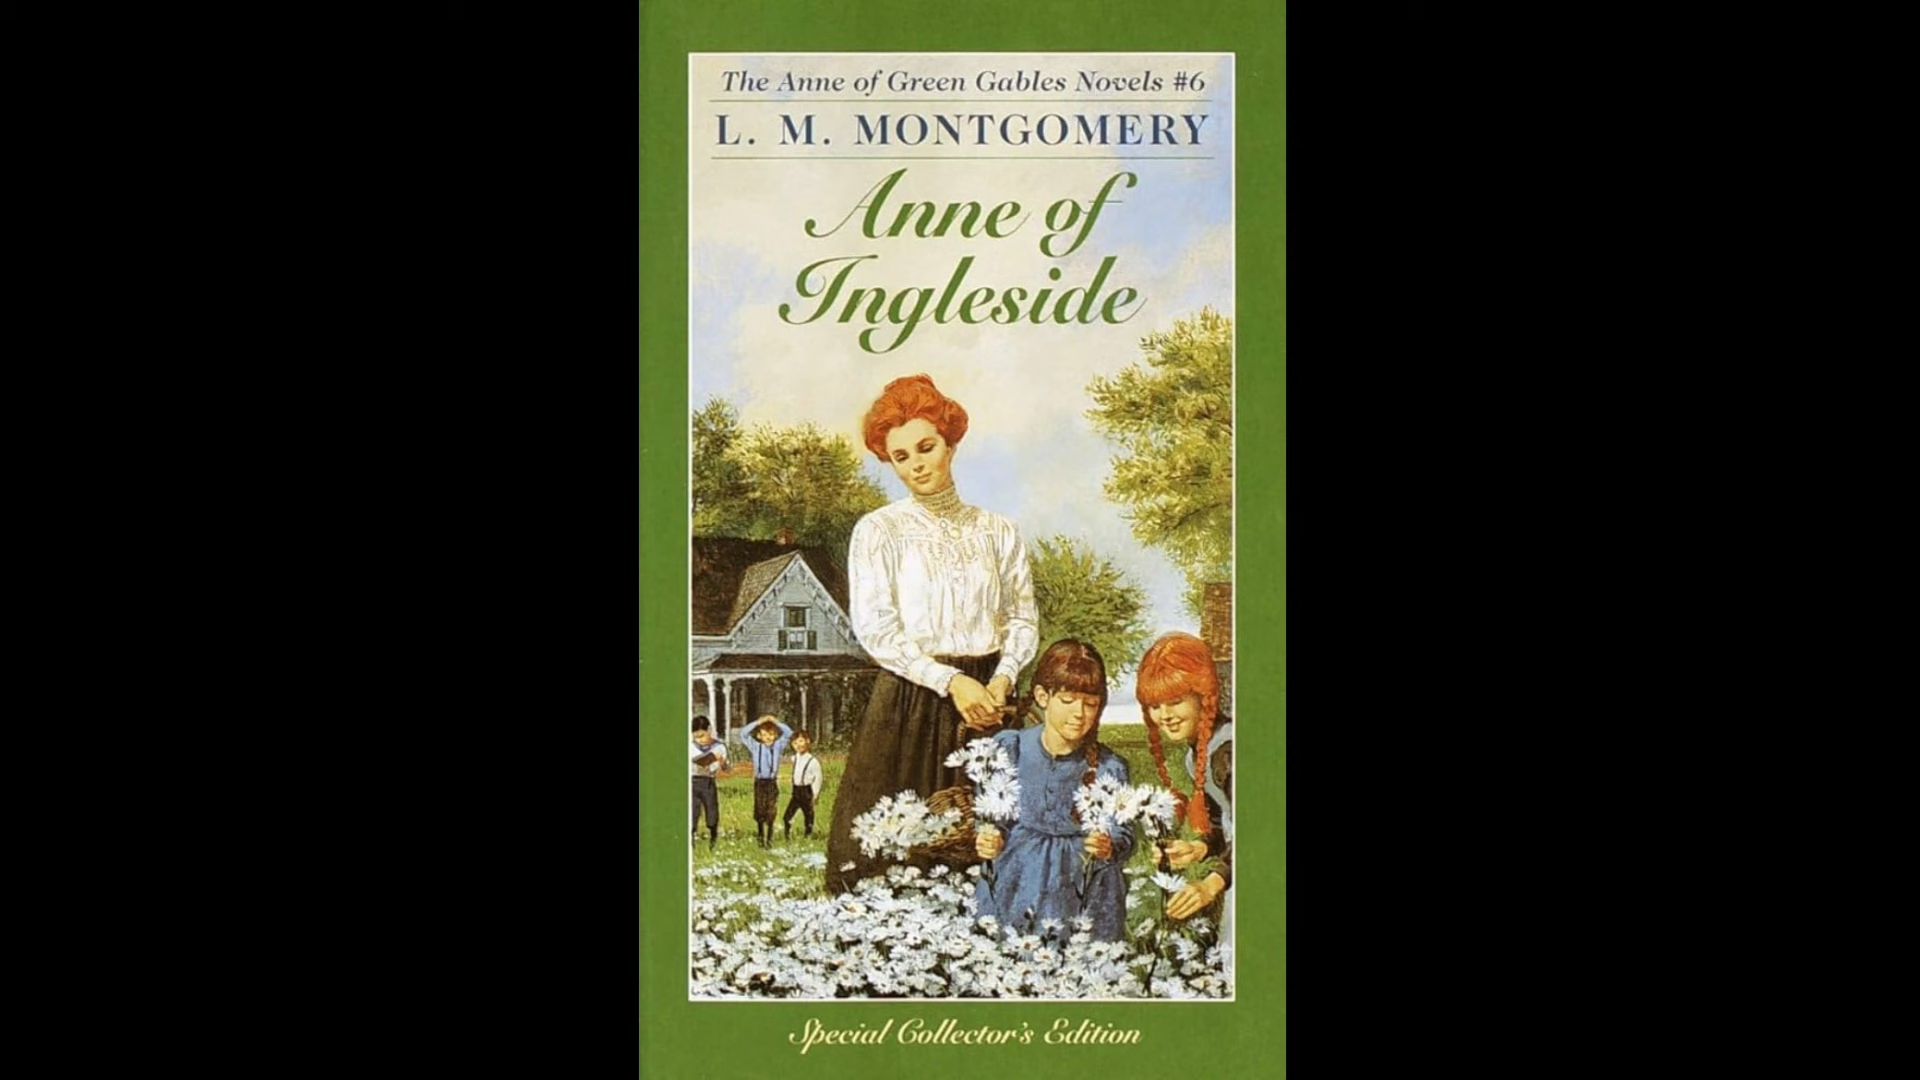 The Anne of Green Gables Novels #6
L. M. MONTGOMERY
Anne of
Ingleside
Special Collector's Edition